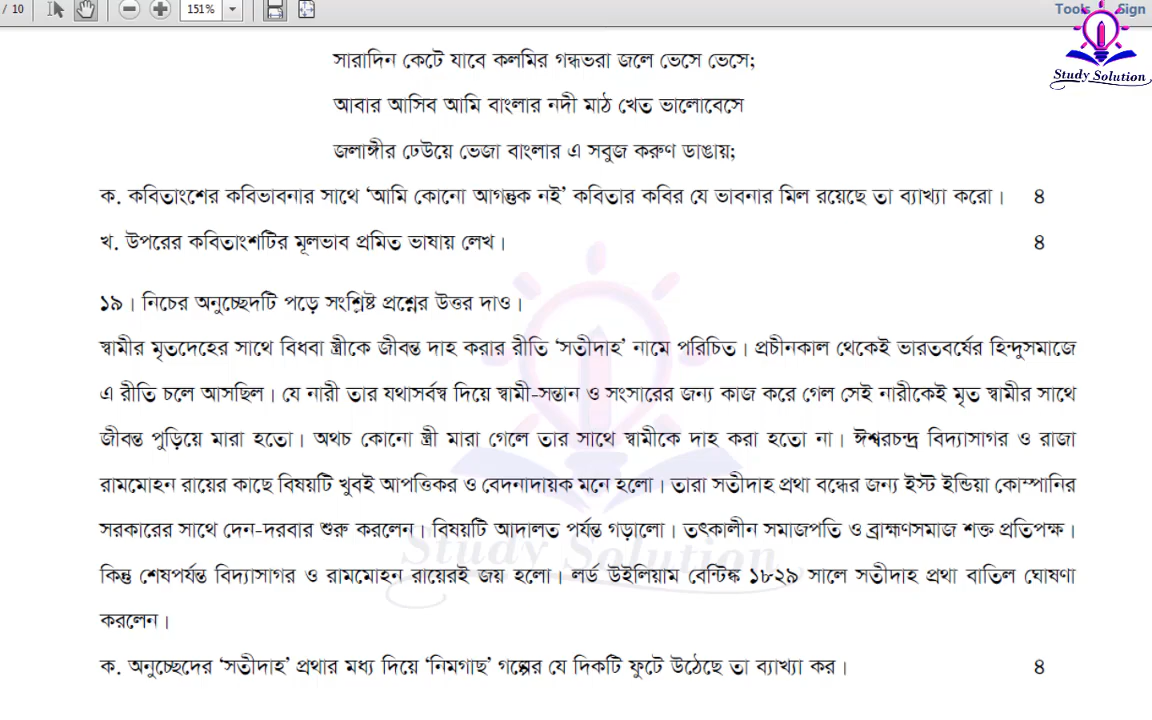 / 10 151% Tools Sign
Study Solution
সারাদিন কেটে যাবে কলমির গন্ধভরা জলে ভেসে ভেসে;
আবার আসিব আমি বাংলার নদী মাঠ খেত ভালোবেসে
জলাঙ্গীর ঢেউয়ে ভেজা বাংলার এ সবুজ করুণ ডাঙায়;
ক. কবিতাংশের কবিভাবনার সাথে ‘আমি কোনো আগন্তুক নই’ কবিতার কবির যে ভাবনার মিল রয়েছে তা ব্যাখ্যা করো। ৪
খ. উপরের কবিতাংশটির মূলভাব প্রমিত ভাষায় লেখ। ৪
১৯। নিচের অনুচ্ছেদটি পড়ে সংশ্লিষ্ট প্রশ্নের উত্তর দাও।
স্বামীর মৃতদেহের সাথে বিধবা স্ত্রীকে জীবন্ত দাহ করার রীতি ‘সতীদাহ’ নামে পরিচিত। প্রচীনকাল থেকেই ভারতবর্ষের হিন্দুসমাজে
এ রীতি চলে আসছিল। যে নারী তার যথাসর্বস্ব দিয়ে স্বামী-সন্তান ও সংসারের জন্য কাজ করে গেল সেই নারীকেই মৃত স্বামীর সাথে
জীবন্ত পুড়িয়ে মারা হতো। অথচ কোনো স্ত্রী মারা গেলে তার সাথে স্বামীকে দাহ করা হতো না। ঈশ্বরচন্দ্র বিদ্যাসাগর ও রাজা
রামমোহন রায়ের কাছে বিষয়টি খুবই আপত্তিকর ও বেদনাদায়ক মনে হলো। তারা সতীদাহ প্রথা বন্ধের জন্য ইস্ট ইন্ডিয়া কোম্পানির
সরকারের সাথে দেন-দরবার শুরু করলেন। বিষয়টি আদালত পর্যন্ত গড়ালো। তৎকালীন সমাজপতি ও ব্রাহ্মণসমাজ শক্ত প্রতিপক্ষ।
Study Solution
কিন্তু শেষপর্যন্ত বিদ্যাসাগর ও রামমোহন রায়েরই জয় হলো। লর্ড উইলিয়াম বেন্টিঙ্ক ১৮২৯ সালে সতীদাহ প্রথা বাতিল ঘোষণা
করলেন।
ক. অনুচ্ছেদের ‘সতীদাহ’ প্রথার মধ্য দিয়ে ‘নিমগাছ’ গল্পের যে দিকটি ফুটে উঠেছে তা ব্যাখ্যা কর। ৪